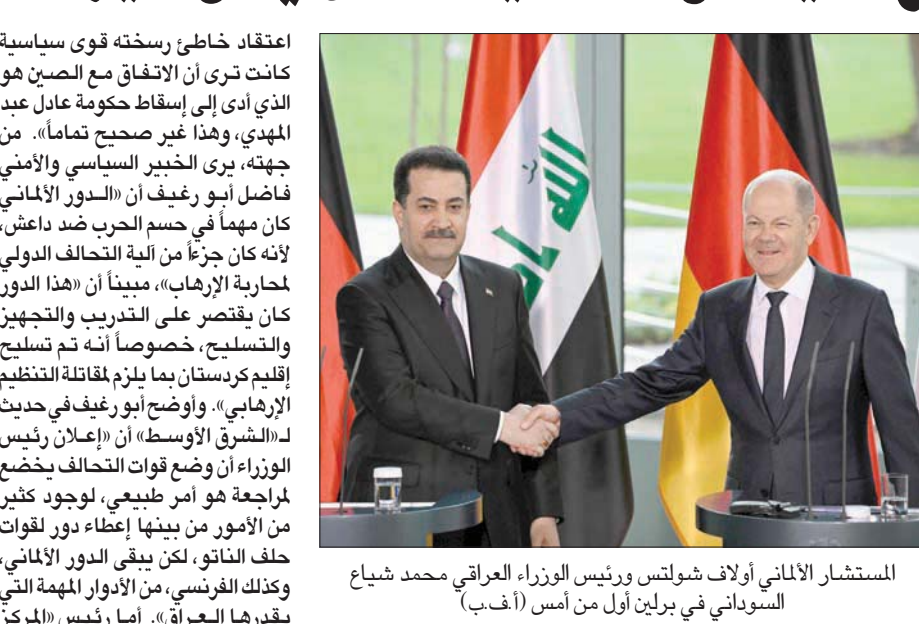 اعتقاد خاطئ رسخته قوى سياسية
كانت ترى أن الاتفاق مع الصين هو
الذي أدى إلى إسقاط حكومة عادل عبد
المهدي، وهذا غير صحيح تماماً». من
جهته، يرى الخبير السياسي والأمني
فاضل أبو رغيف أن «الدور الألماني
كان مهماً في حسم الحرب ضد داعش،
لأنه كان جزءاً من آلية التحالف الدولي
لمحاربة الإرهاب»، مبيناً أن «هذا الدور
كان يقتصر على التدريب والتجهيز
والتسليح، خصوصاً أنه تم تسليح
إقليم كردستان بما يلزم لمقاتلة التنظيم
الإرهابي». وأوضح أبو رغيف في حديث
لـ«الشرق الأوسط» أن «إعلان رئيس
الوزراء أن وضع قوات التحالف يخضع
لمراجعة هو أمر طبيعي، لوجود كثير
من الأمور من بينها إعطاء دور لقوات
حلف الناتو، لكن يبقى الدور الألماني،
وكذلك الفرنسي، من الأدوار المهمة التي
يقدرها العراق». أما رئيس «المركز
الله
المستشار الألماني أولاف شولتس ورئيس الوزراء العراقي محمد شياع
السوداني في برلين أول من أمس (أ.ف.ب)